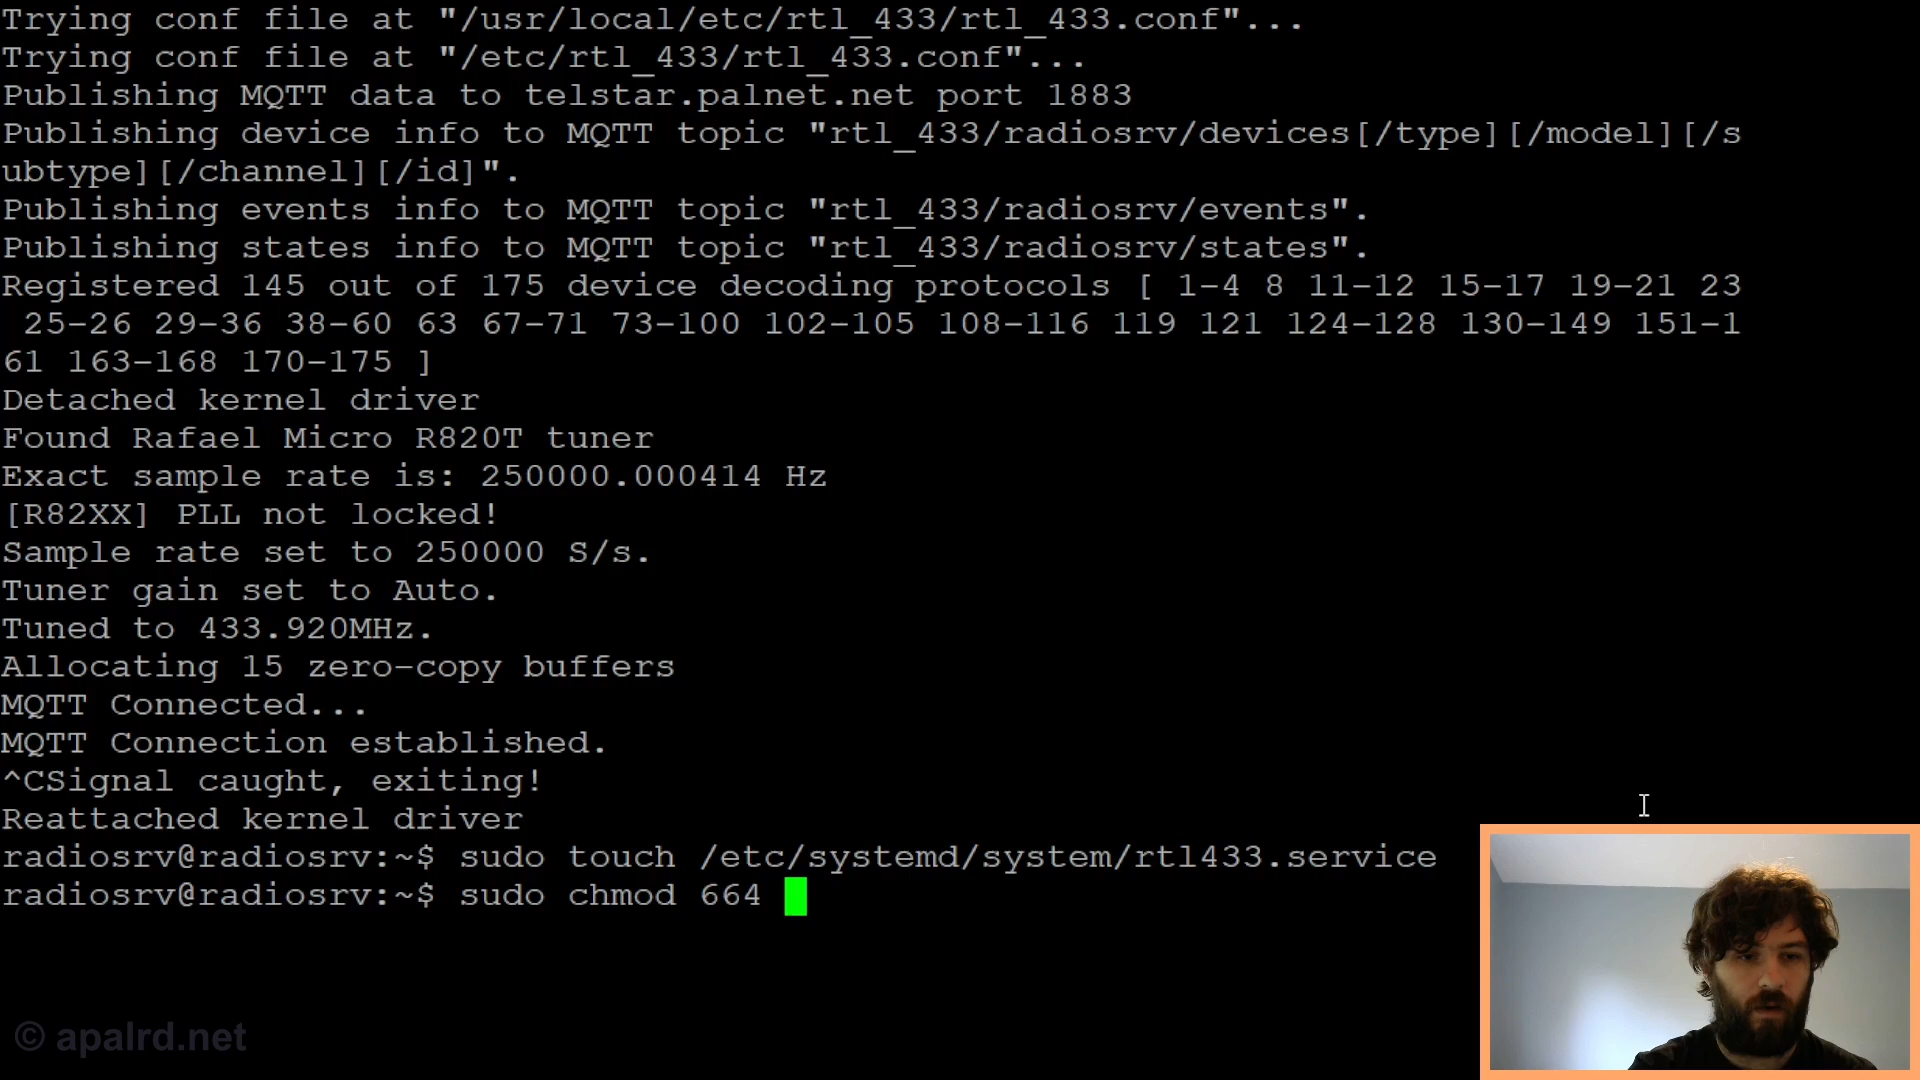 Trying conf file at "/usr/local/etc/rtl_433/rtl_433.conf"...
Trying conf file at "/etc/rtl_433/rtl_433.conf"...
Publishing MQTT data to telstar.palnet.net port 1883
Publishing device info to MQTT topic "rtl_433/radiosrv/devices[/type][/model][/s
ubtype][/channel][/id]".
Publishing events info to MQTT topic "rtl_433/radiosrv/events".
Publishing states info to MQTT topic "rtl_433/radiosrv/states".
Registered 145 out of 175 device decoding protocols [ 1-4 8 11-12 15-17 19-21 23
 25-26 29-36 38-60 63 67-71 73-100 102-105 108-116 119 121 124-128 130-149 151-1
61 163-168 170-175 ]
Detached kernel driver
Found Rafael Micro R820T tuner
Exact sample rate is: 250000.000414 Hz
[R82XX] PLL not locked!
Sample rate set to 250000 S/s.
Tuner gain set to Auto.
Tuned to 433.920MHz.
Allocating 15 zero-copy buffers
MQTT Connected...
MQTT Connection established.
^CSignal caught, exiting!
Reattached kernel driver
radiosrv@radiosrv:~$ sudo touch /etc/systemd/system/rtl433.service
radiosrv@radiosrv:~$ sudo chmod 664
© apalrd.net